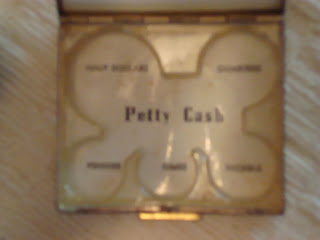 HALF DOLLARS QUARTERS
Petty Cash
PENNIES DIMES NICKELS